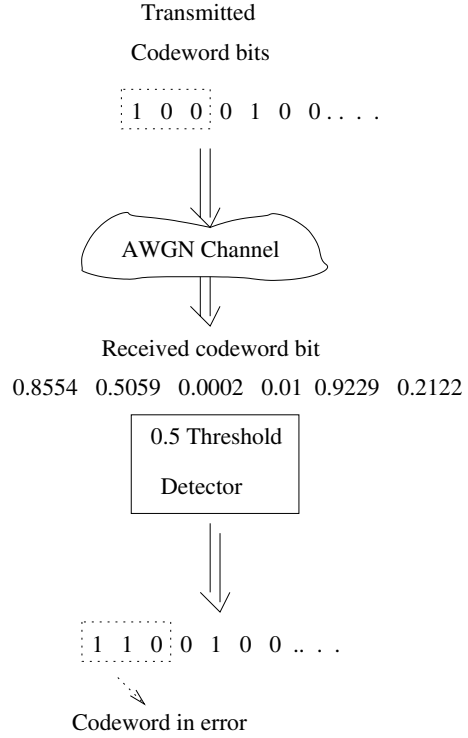 Transmitted
Codeword bits
1 0 0 0 1 0 0 . . . .
AWGN Channel
Received codeword bit
0.8554 0.5059 0.0002 0.01 0.9229 0.2122
0.5 Threshold
Detector
1 1 0 0 1 0 0 .. . .
Codeword in error